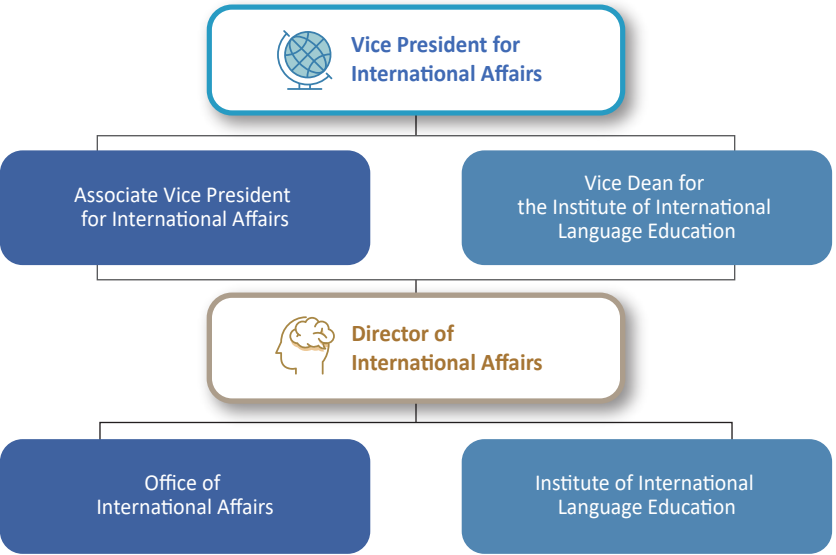 Vice President for
International Affairs
Associate Vice President
for International Affairs
Vice Dean for
the Institute of International
Language Education
Director of
International Affairs
Office of
International Affairs
Institute of International
Language Education